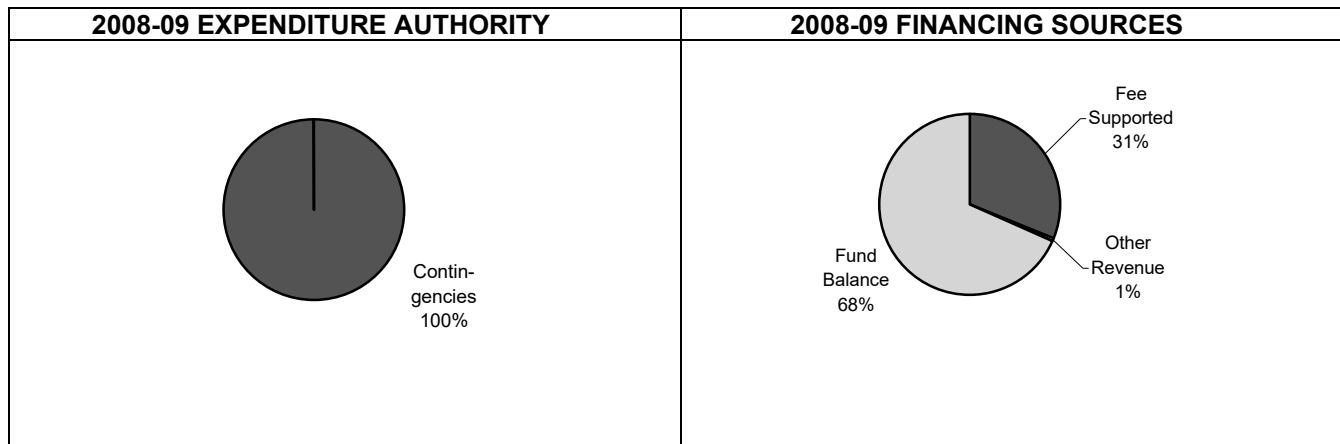 2008-09 EXPENDITURE AUTHORITY
Contin-
gencies
100%
2008-09 FINANCING SOURCES
Fee
Supported
31%
Other
Revenue
1%
Fund
Balance
68%